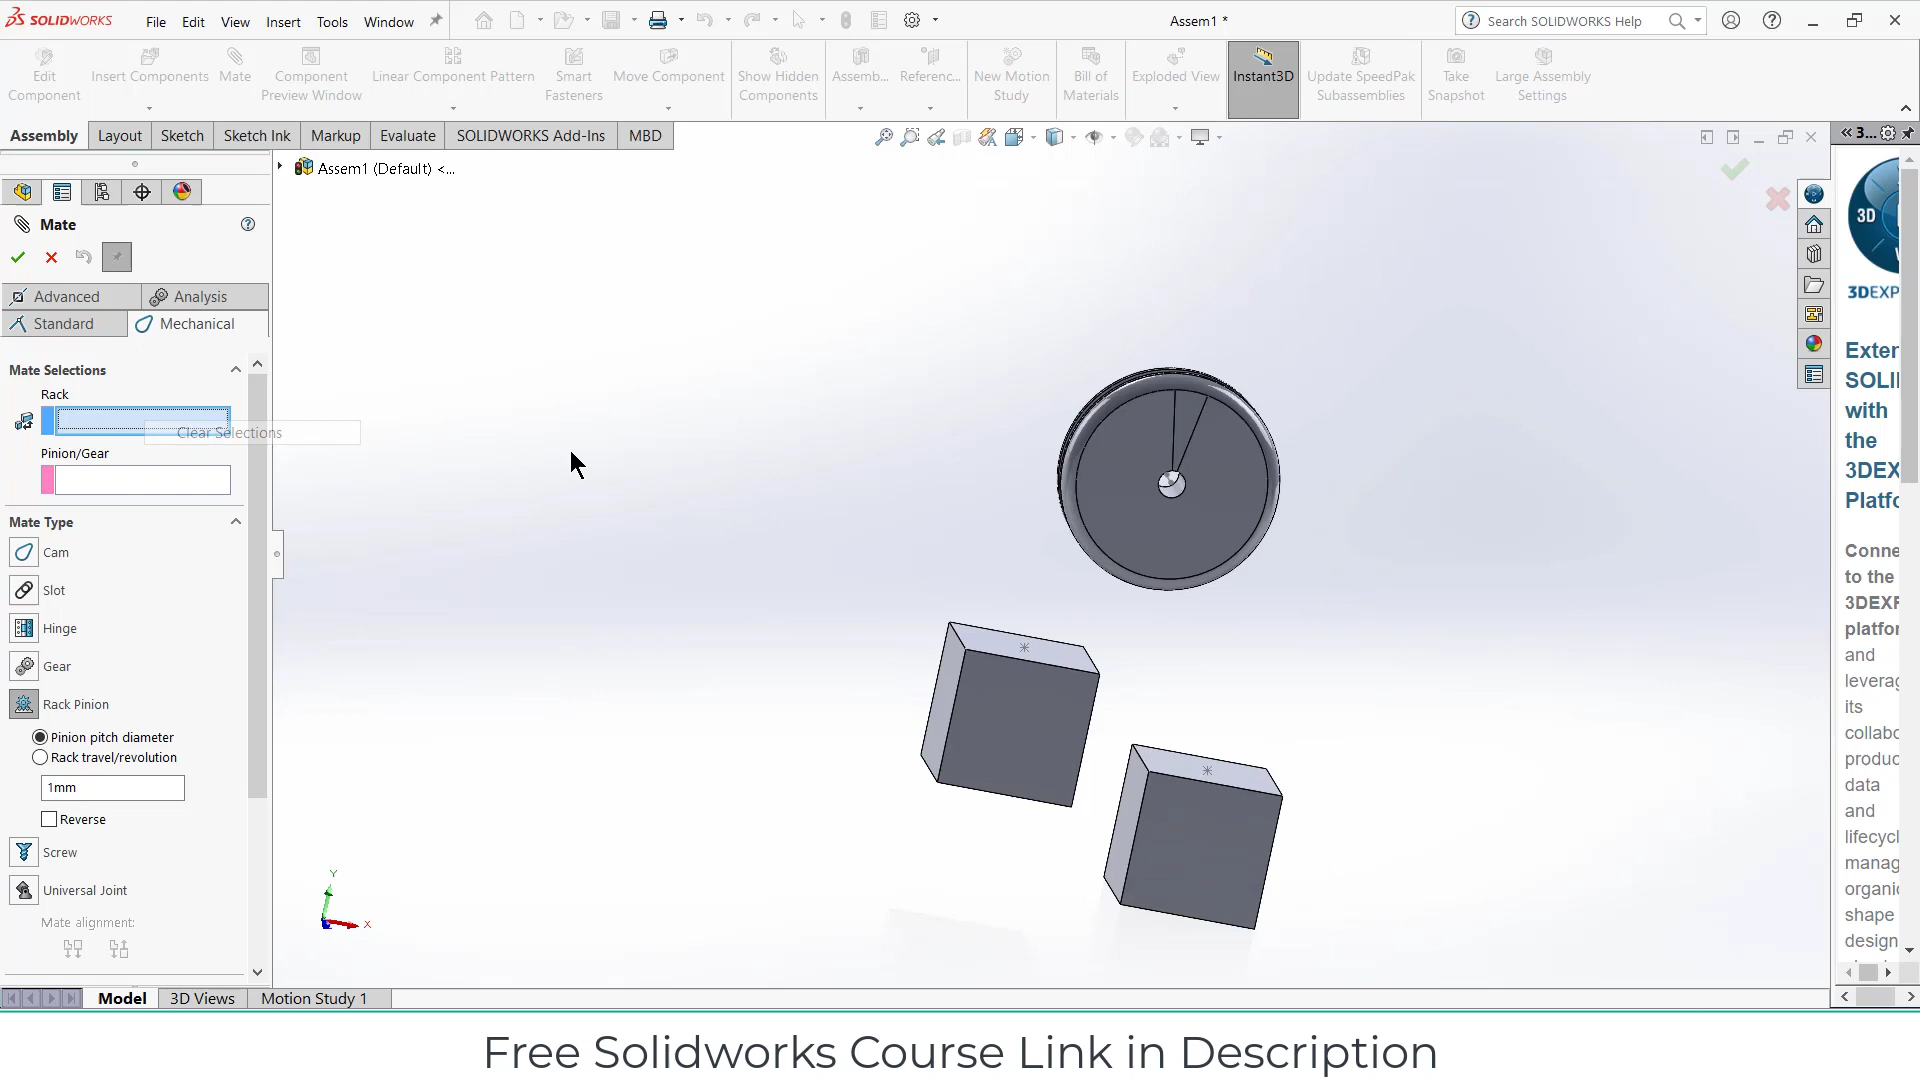 SOLIDWORKS File Edit View Insert Tools Window Assem1 * Search SOLIDWORKS Help
Edit Component
Insert Components
Mate
Component Preview Window
Linear Component Pattern
Smart Fasteners
Move Component
Show Hidden Components
Assemb...
Referenc...
New Motion Study
Bill of Materials
Exploded View
Instant3D
Update SpeedPak Subassemblies
Take Snapshot
Large Assembly Settings
Assembly Layout Sketch Sketch Ink Markup Evaluate SOLIDWORKS Add-Ins MBD
3...
Assem1 (Default) <...
Mate
Advanced Analysis
Standard Mechanical
Mate Selections
Rack
Clear Selections
Pinion/Gear
Mate Type
Cam
Slot
Hinge
Gear
Rack Pinion
Pinion pitch diameter
Rack travel/revolution
1mm
Reverse
Screw
Universal Joint
Mate alignment:
Y
X
3D
3DEXP
Exter
SOLI
with
the
3DEX
Platfo
Conne
to the
3DEXF
platfor
and
leverag
its
collabo
produc
data
and
lifecycl
manag
organi
shape
design
Model 3D Views Motion Study 1
Free Solidworks Course Link in Description